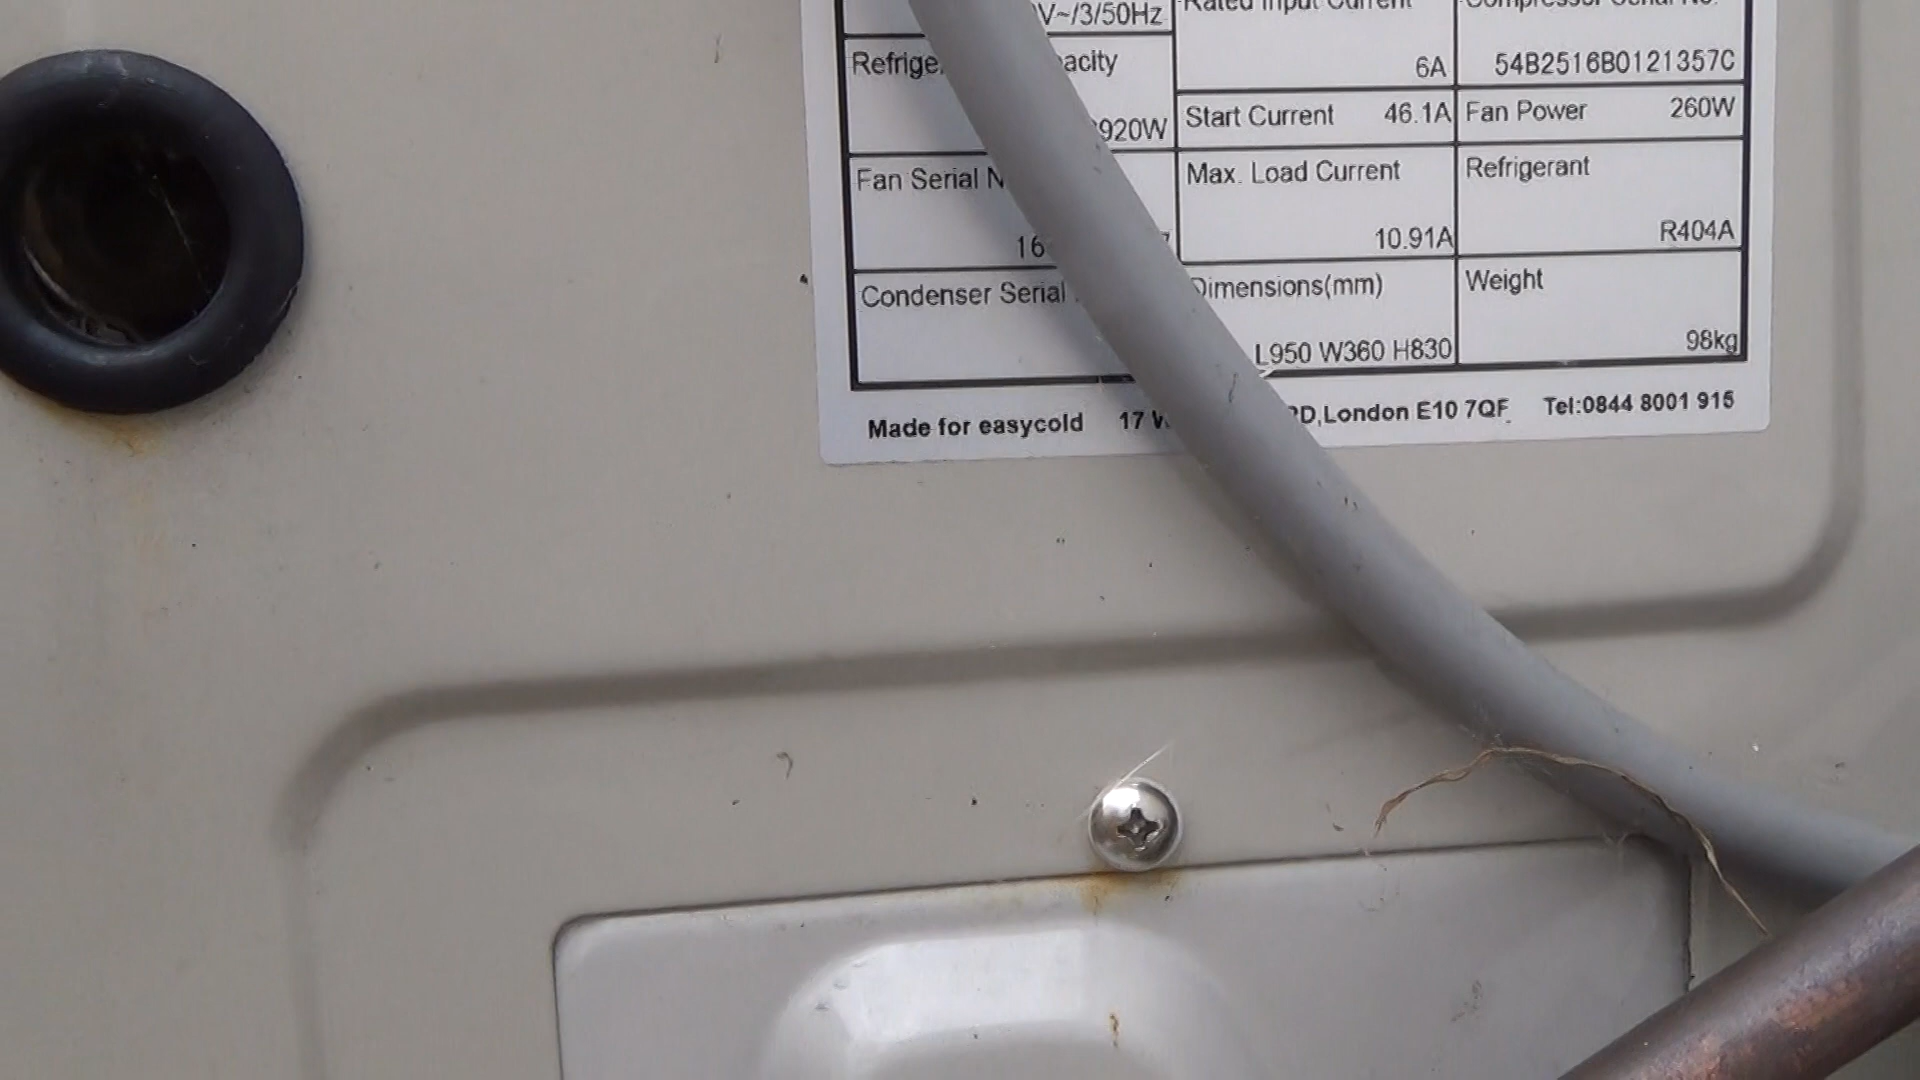 V~/3/50Hz
Rated Input Current
6A
Compressor Serial No.
54B2516B0121357C
920W
Start Current 46.1A
Fan Power 260W
Fan Serial
16
Max. Load Current
10.91A
Refrigerant
R404A
Condenser Serial
Dimensions(mm)
L950 W360 H830
Weight
98kg
Made for easycold 17
London E10 7QF Tel:0844 8001 915